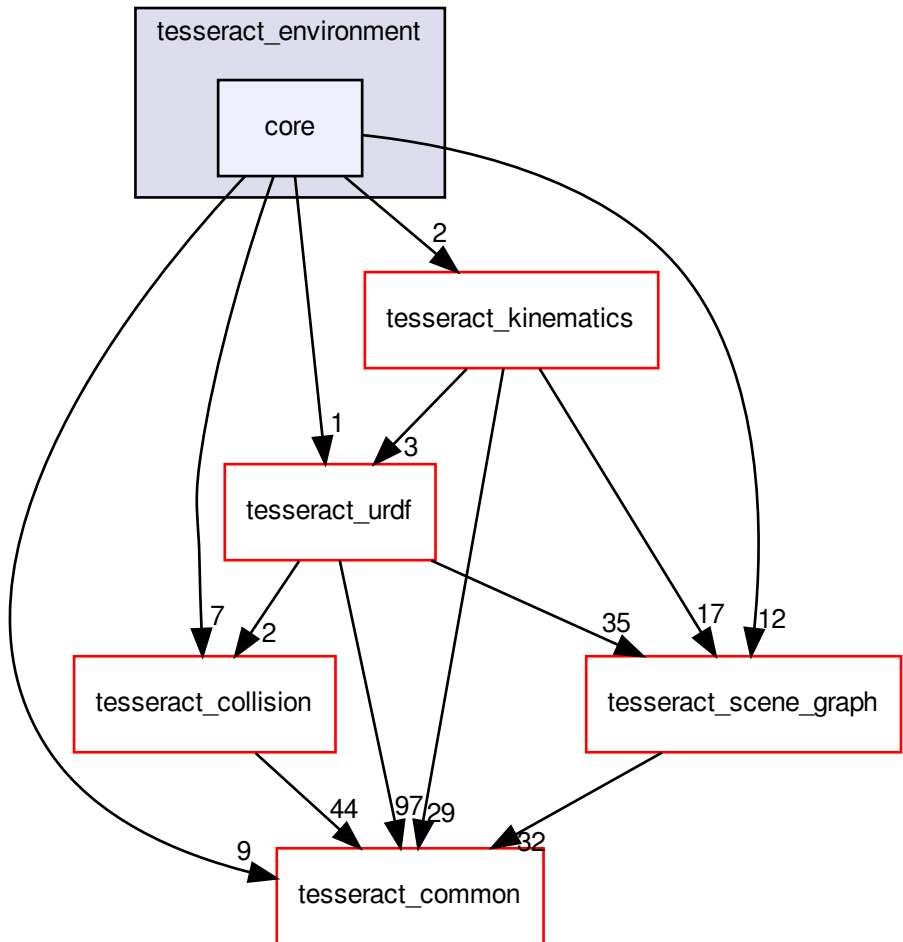 tesseract_environment
core
2
tesseract_kinematics
1
3
tesseract_urdf
7
2
35
17
12
tesseract_collision
tesseract_scene_graph
44
97
29
32
9
tesseract_common